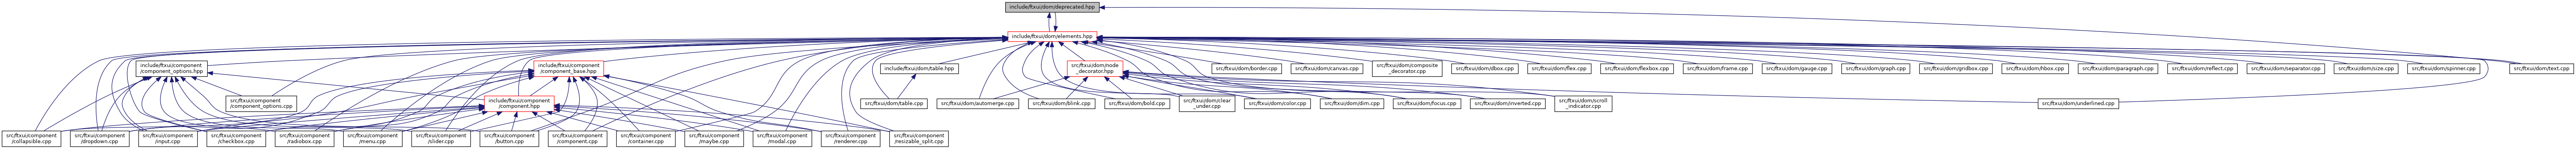 include/ftxui/dom/deprecated.hpp
include/ftxui/dom/elements.hpp
include/ftxui/component
/component_options.hpp
include/ftxui/component
/component_base.hpp
include/ftxui/dom/table.hpp
src/ftxui/dom/node
_decorator.hpp
src/ftxui/dom/border.cpp
src/ftxui/dom/canvas.cpp
src/ftxui/dom/composite
_decorator.cpp
src/ftxui/dom/dbox.cpp
src/ftxui/dom/flex.cpp
src/ftxui/dom/flexbox.cpp
src/ftxui/dom/frame.cpp
src/ftxui/dom/gauge.cpp
src/ftxui/dom/graph.cpp
src/ftxui/dom/gridbox.cpp
src/ftxui/dom/hbox.cpp
src/ftxui/dom/paragraph.cpp
src/ftxui/dom/reflect.cpp
src/ftxui/dom/separator.cpp
src/ftxui/dom/size.cpp
src/ftxui/dom/spinner.cpp
src/ftxui/dom/text.cpp
src/ftxui/component
/component_options.cpp
include/ftxui/component
/component.hpp
src/ftxui/dom/table.cpp
src/ftxui/dom/automerge.cpp
src/ftxui/dom/blink.cpp
src/ftxui/dom/bold.cpp
src/ftxui/dom/clear
_under.cpp
src/ftxui/dom/color.cpp
src/ftxui/dom/dim.cpp
src/ftxui/dom/focus.cpp
src/ftxui/dom/inverted.cpp
src/ftxui/dom/scroll
_indicator.cpp
src/ftxui/dom/underlined.cpp
src/ftxui/component
/collapsible.cpp
src/ftxui/component
/dropdown.cpp
src/ftxui/component
/input.cpp
src/ftxui/component
/checkbox.cpp
src/ftxui/component
/radiobox.cpp
src/ftxui/component
/menu.cpp
src/ftxui/component
/slider.cpp
src/ftxui/component
/button.cpp
src/ftxui/component
/component.cpp
src/ftxui/component
/container.cpp
src/ftxui/component
/maybe.cpp
src/ftxui/component
/modal.cpp
src/ftxui/component
/renderer.cpp
src/ftxui/component
/resizable_split.cpp